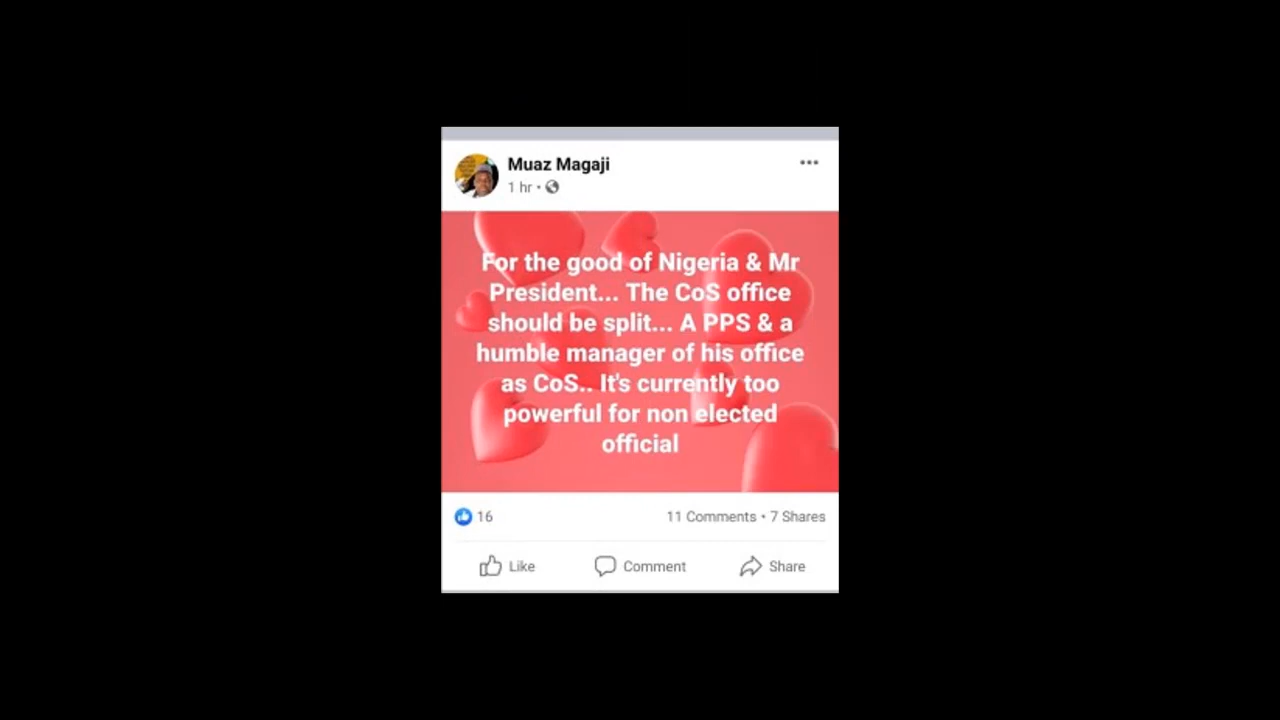 Muaz Magaji
1 hr •
For the good of Nigeria & Mr
President... The CoS office
should be split... A PPS & a
humble manager of his office
as CoS.. It's currently too
powerful for non elected
official
16
11 Comments • 7 Shares
Like
Comment
Share